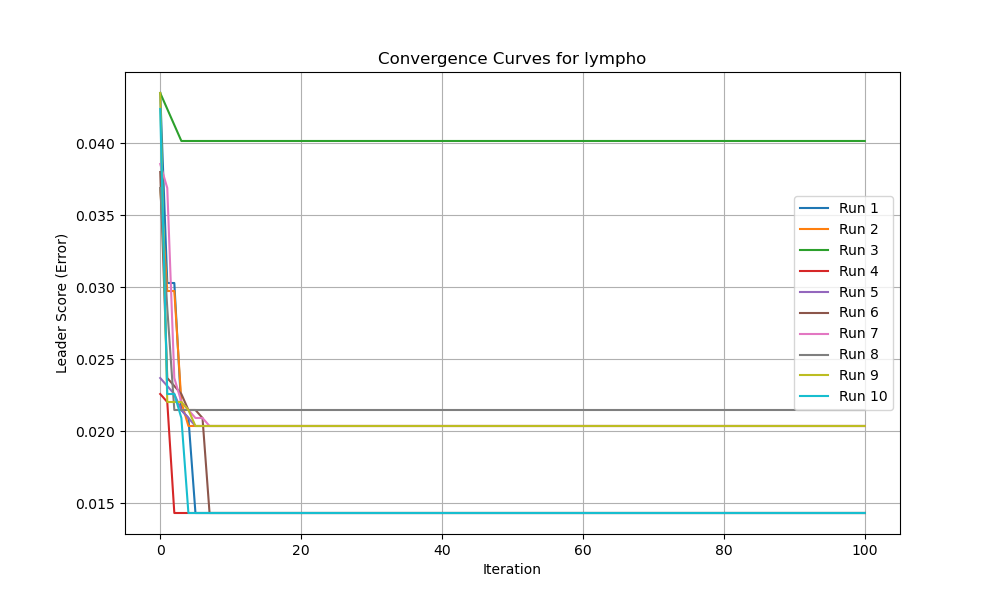 Convergence Curves for lympho
Leader Score (Error)
0.040
0.035
0.030
0.025
0.020
0.015
0
20
40
60
80
100
Iteration
Run 1
Run 2
Run 3
Run 4
Run 5
Run 6
Run 7
Run 8
Run 9
Run 10